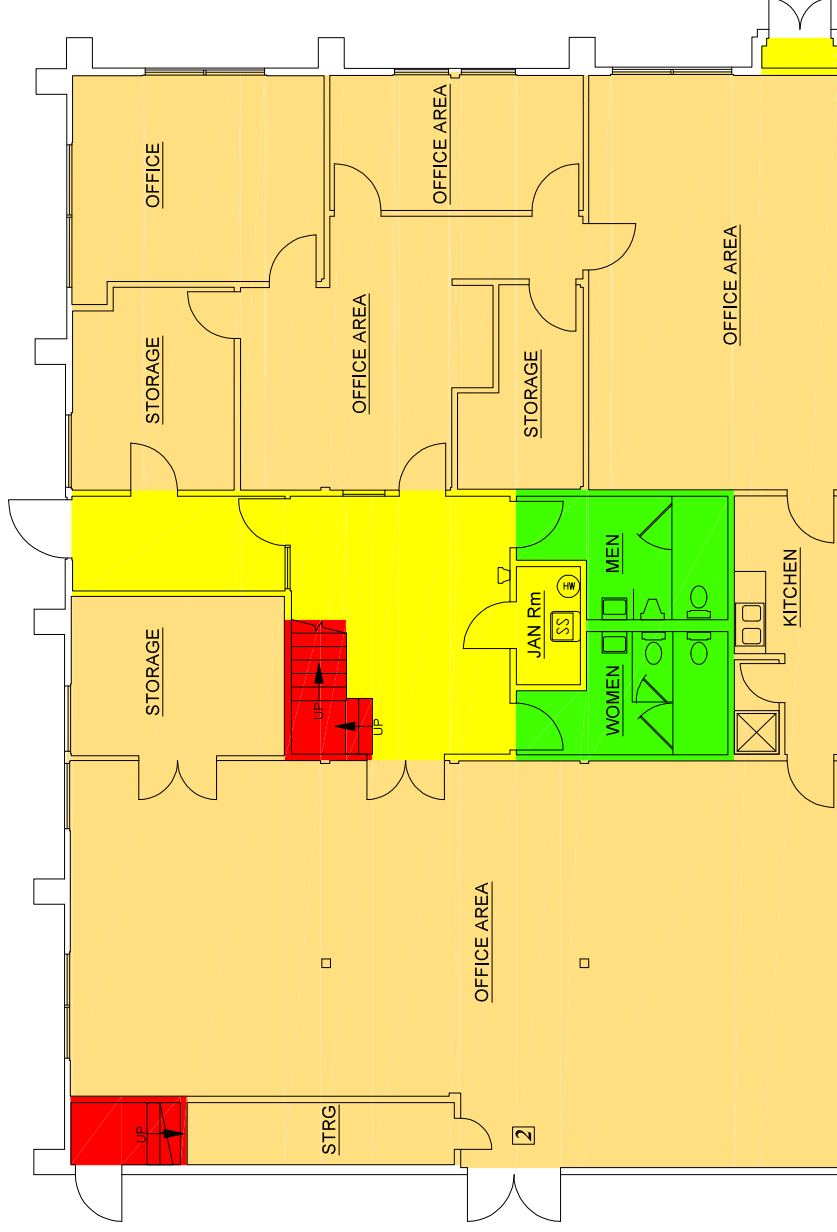 OFFICE
OFFICE AREA
OFFICE AREA
STORAGE
OFFICE AREA
STORAGE
MEN
HW
SS
JAN Rm
KITCHEN
STORAGE
UP
UP
WOMEN
OFFICE AREA
UP
STRG
2